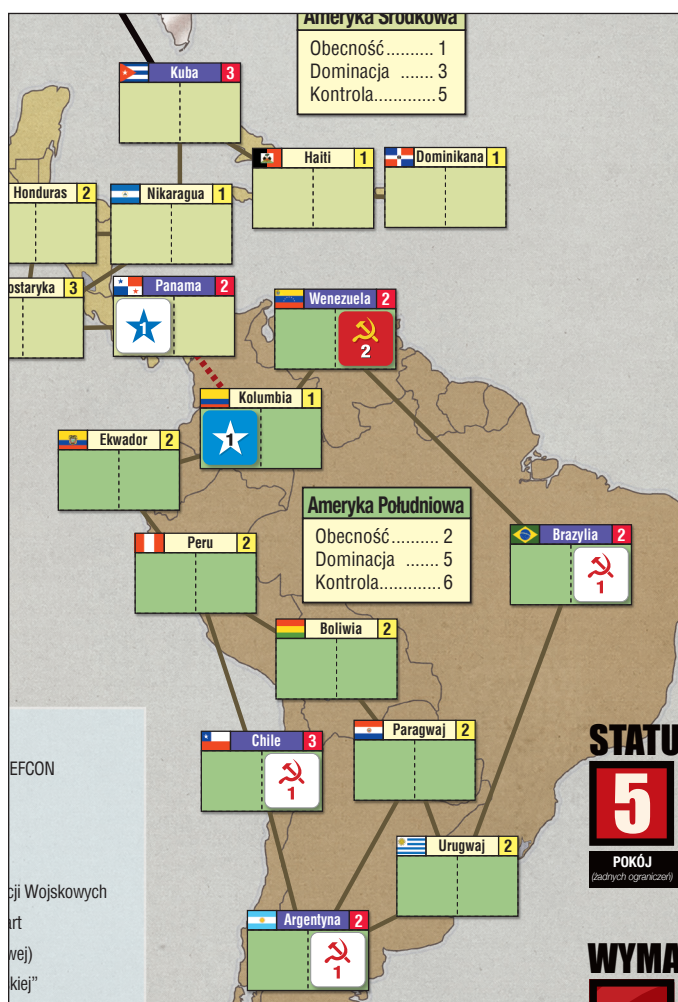 Ameryka Środkowa
Obecność.......... 1
Dominacja ....... 3
Kontrola............. 5
Kuba 3
Haiti 1
Dominikana 1
Honduras 2
Nikaragua 1
ostaryka 3
Panama 2
1
Wenezuela 2
2
Kolumbia 1
1
Ekwador 2
Ameryka Południowa
Obecność.......... 2
Dominacja ....... 5
Kontrola............. 6
Peru 2
Brazylia 2
1
Boliwia 2
Chile 3
1
Paragwaj 2
STATU
5
POKÓJ
(żadnych ograniczeń)
EFCON
Urugwaj 2
cji Wojskowych
art
wej)
kiej”
Argentyna 2
1
WYMA